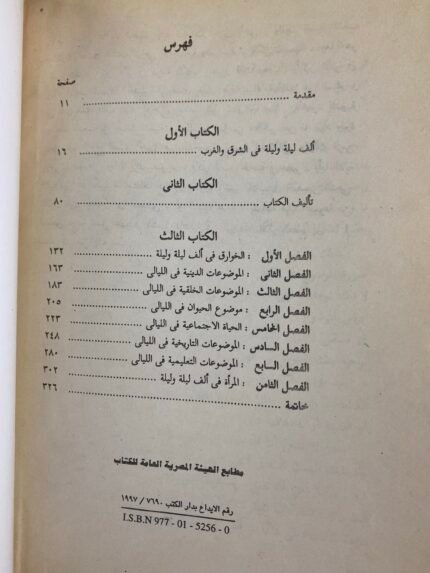 فهرس
صفحة
مقدمة ........................................ ١١
الكتاب الأول
ألف ليلة وليلة فى الشرق والغرب ........................ ١٦
الكتاب الثانى
تأليف الكتاب ........................................ ٨٠
الكتاب الثالث
الفصل الأول : الخوارق فى ألف ليلة وليلة ................ ١٣٢
الفصل الثانى : الموضوعات الدينية فى الليالى ................ ١٦٣
الفصل الثالث : الموضوعات الخلقية فى الليالى ................ ١٨٣
الفصل الرابع : موضوع الحيوان فى الليالى ................ ٢٠٥
الفصل الخامس : الحياة الاجتماعية فى الليالى ................ ٢٢٣
الفصل السادس : الموضوعات التاريخية فى الليالى ................ ٢٤٨
الفصل السابع : الموضوعات التعليمية فى الليالى ................ ٢٨٠
الفصل الثامن : المرأة فى ألف ليلة وليلة ................ ٣٠٢
خاتمة ........................................ ٣٢٦
مطابع الهيئة المصرية العامة للكتاب
رقم الايداع بدار الكتب ٧٦٩٠ / ١٩٩٧
I.S.B.N 977 - 01 - 5256 - 0